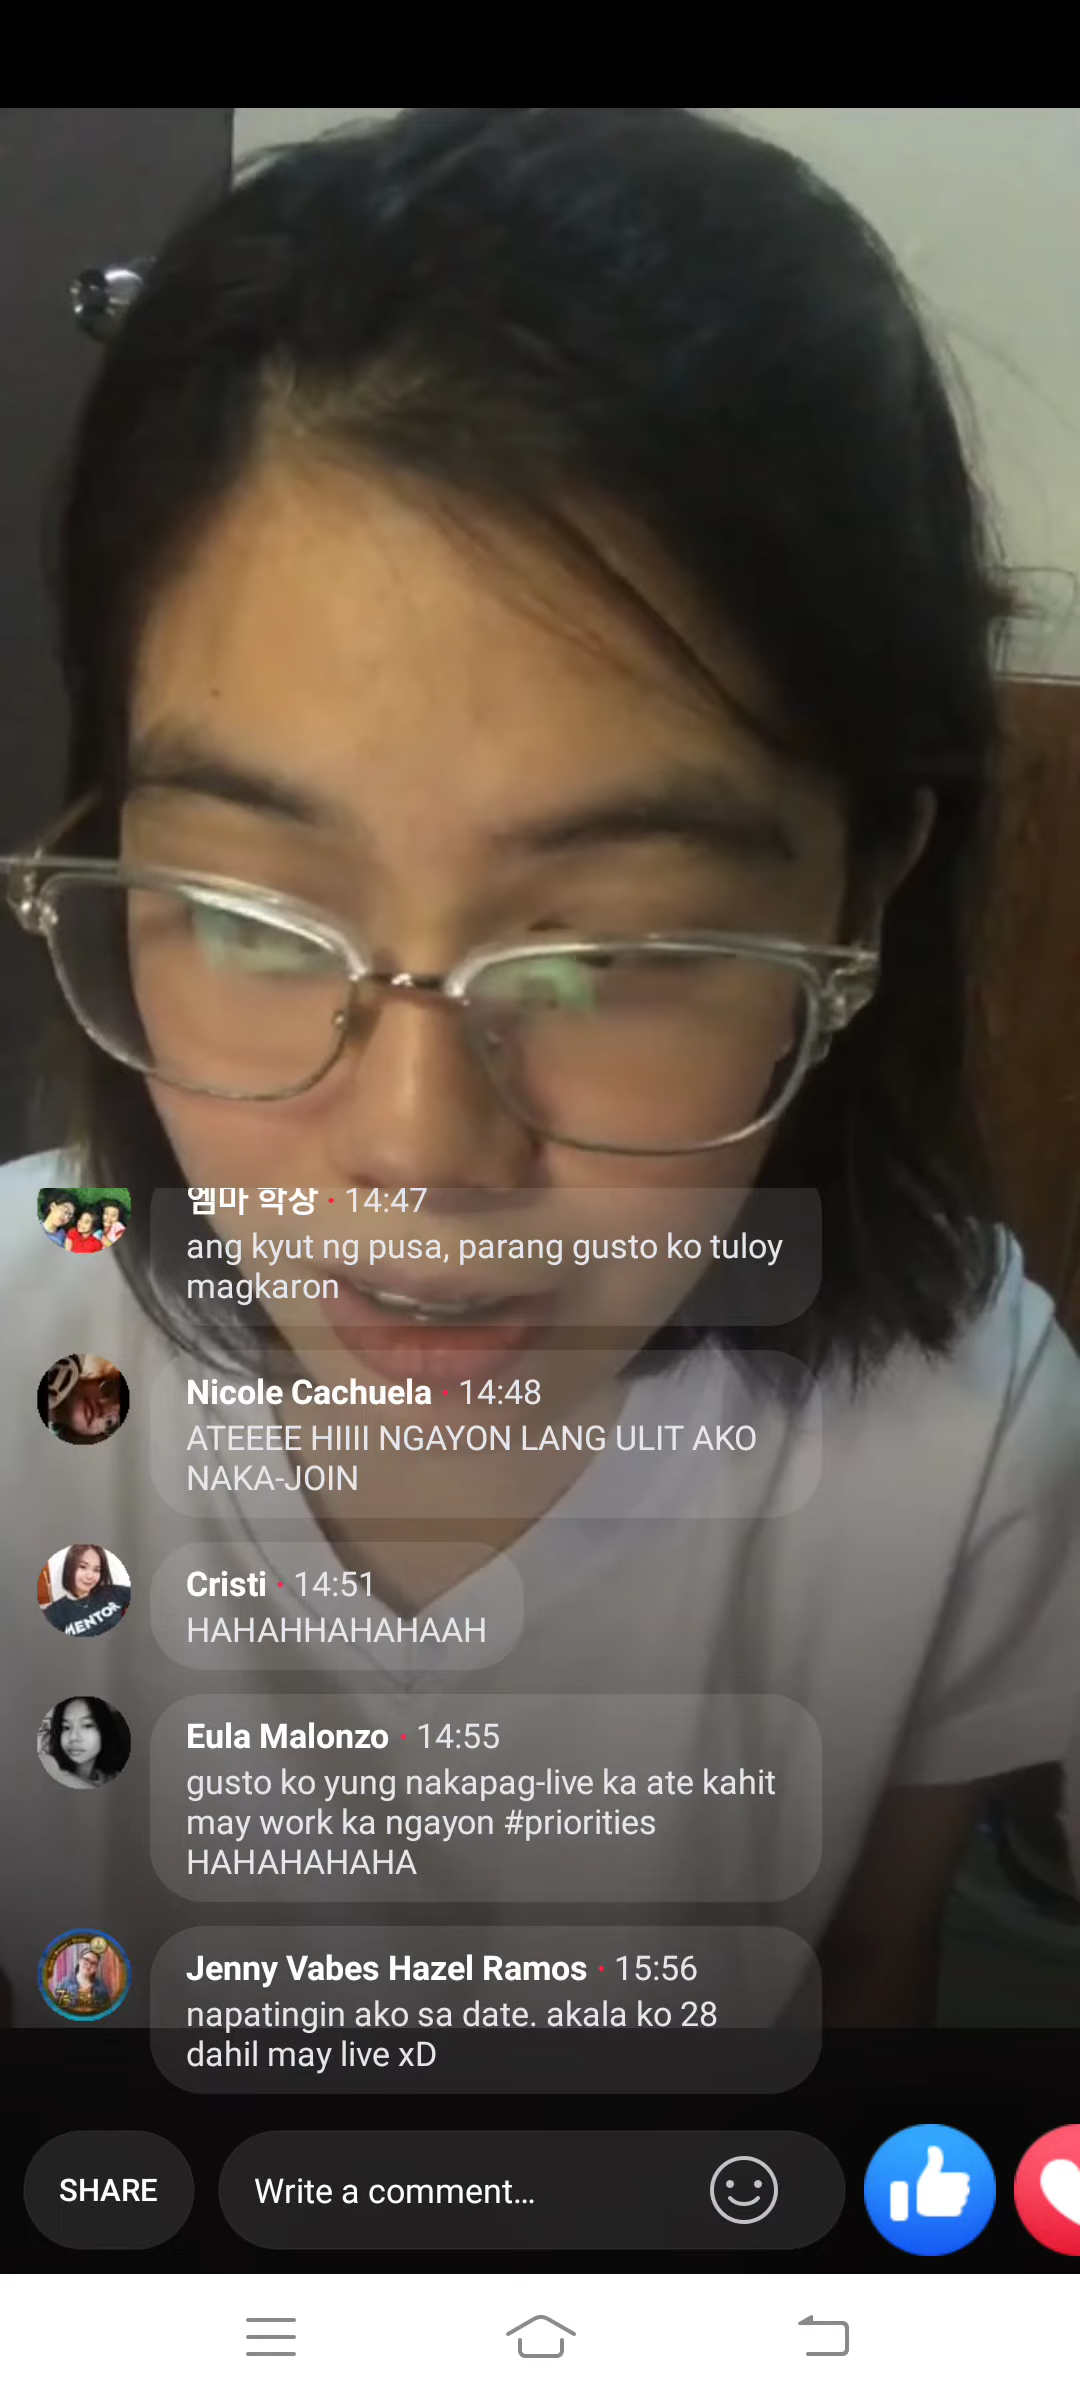 엠마 학상 · 14:47
ang kyut ng pusa, parang gusto ko tuloy
magkaron
Nicole Cachuela · 14:48
ATEEEE HIIII NGAYON LANG ULIT AKO
NAKA-JOIN
Cristi · 14:51
HAHAHHAHAHAAH
MENTOR
Eula Malonzo · 14:55
gusto ko yung nakapag-live ka ate kahit
may work ka ngayon #priorities
HAHAHAHAHA
Jenny Vabes Hazel Ramos · 15:56
napatingin ako sa date. akala ko 28
dahil may live xD
SHARE
Write a comment...